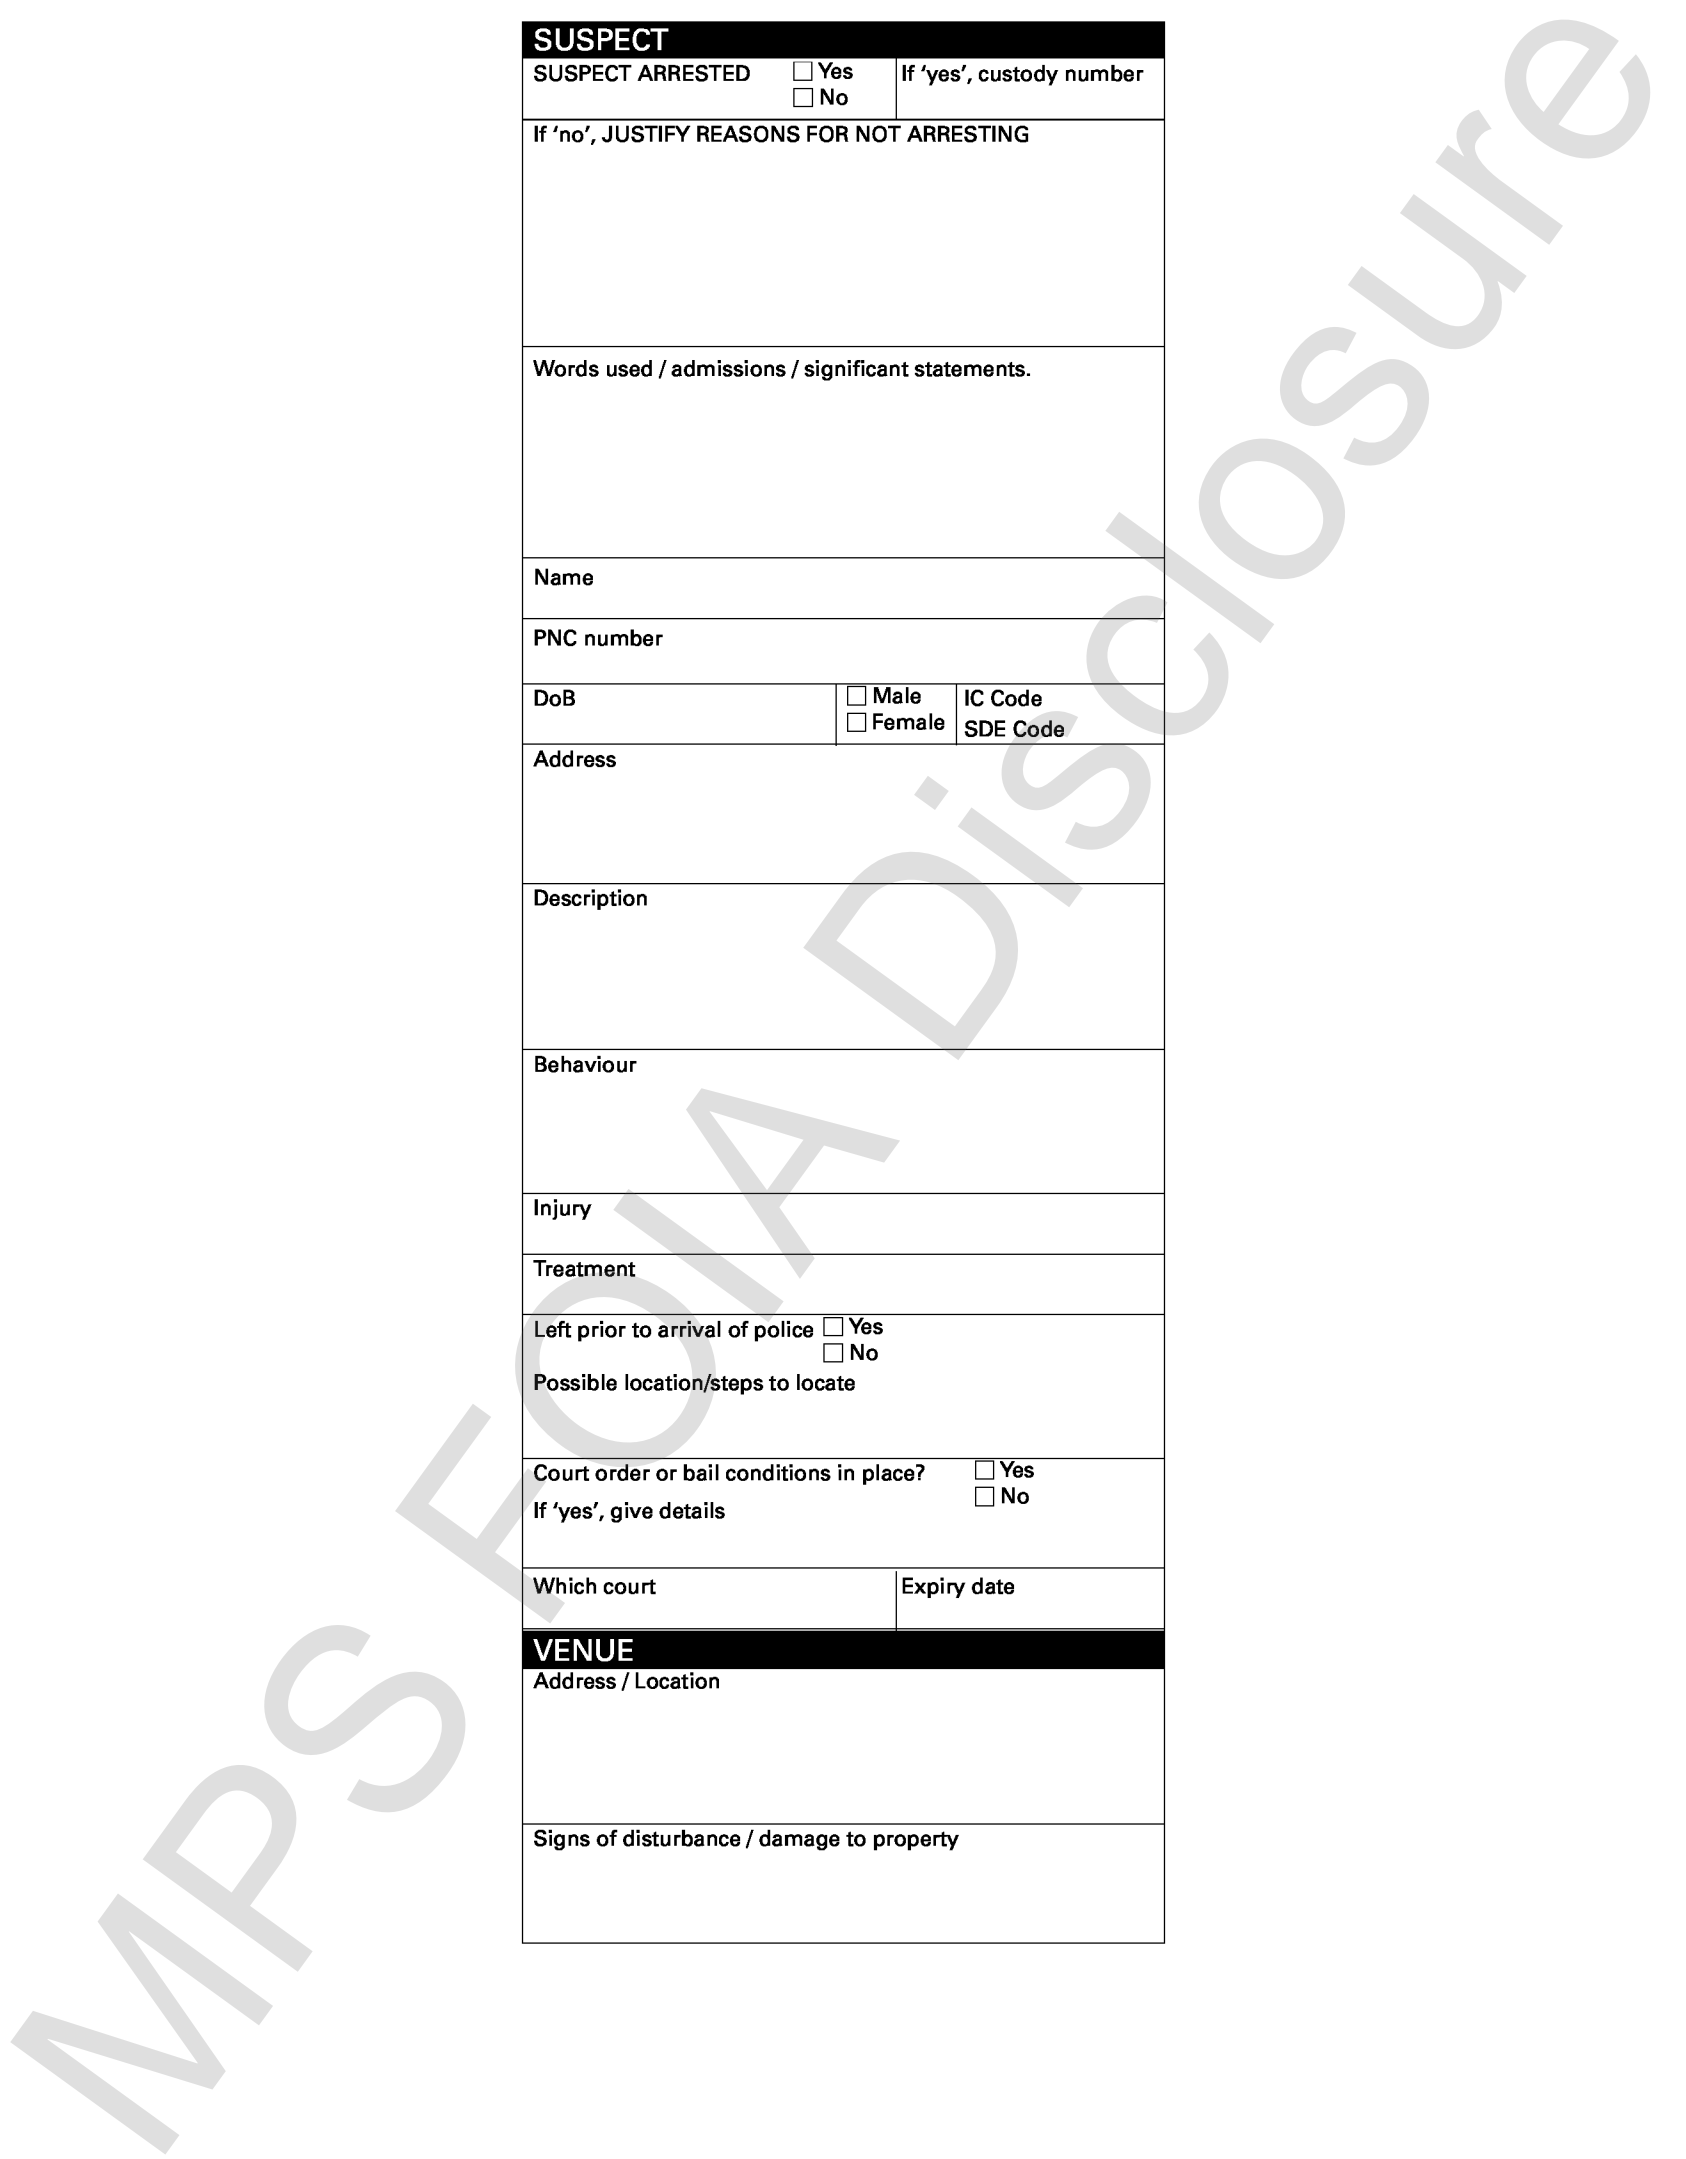 SUSPECT
SUSPECT ARRESTED
Yes
No
If ‘yes’, custody number
If ‘no’, JUSTIFY REASONS FOR NOT ARRESTING
Words used / admissions / significant statements.
Name
PNC number
DoB
Male
Female
IC Code
SDE Code
Address
Description
Behaviour
Injury
Treatment
Left prior to arrival of police
Yes
No
Possible location/steps to locate
Court order or bail conditions in place?
Yes
No
If ‘yes’, give details
Which court
Expiry date
VENUE
Address / Location
Signs of disturbance / damage to property
MPS FOIA Disclosure